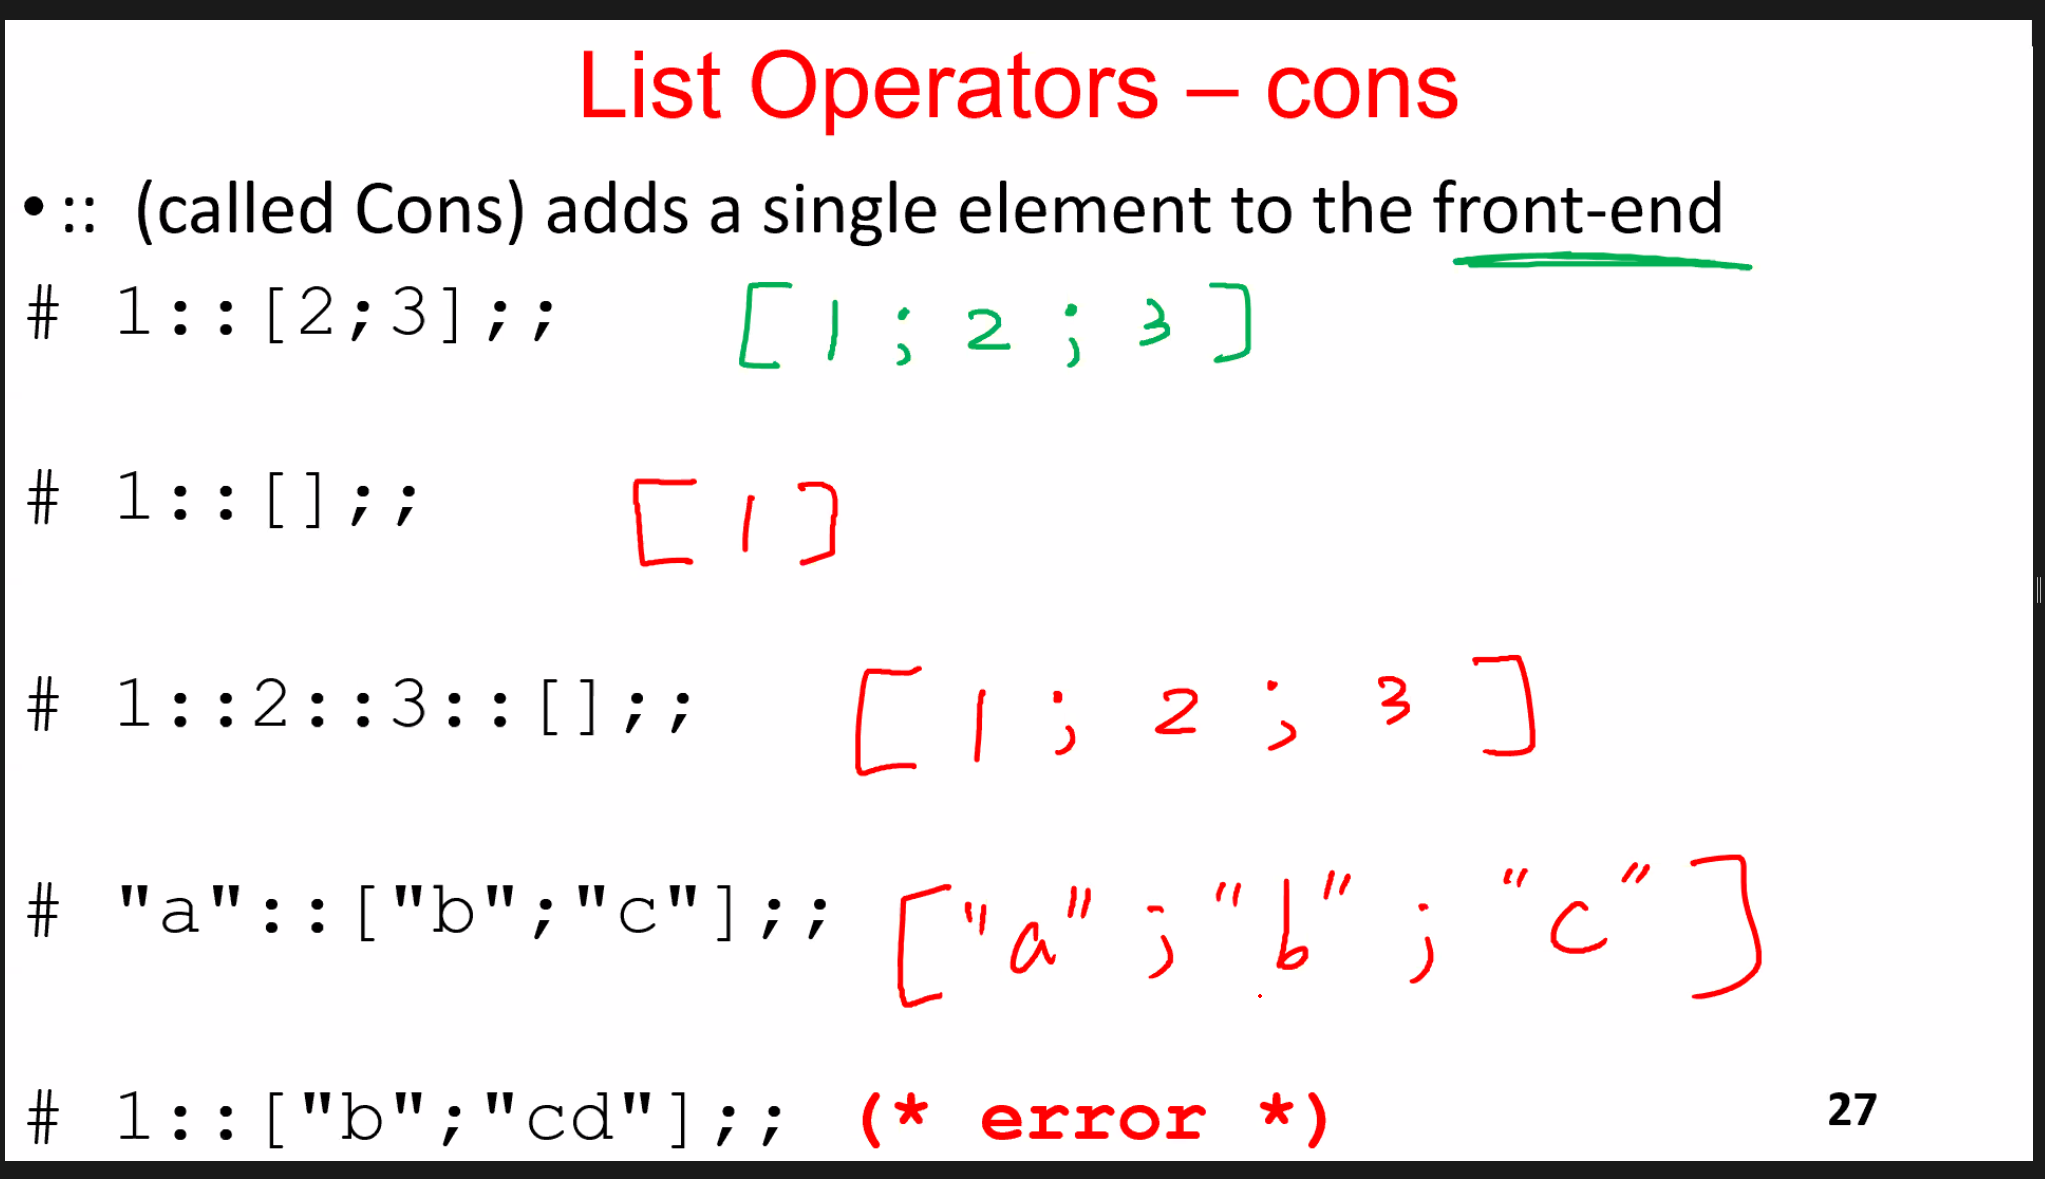 List Operators – cons
• :: (called Cons) adds a single element to the front-end
# 1::[2;3];; [1;2;3]
# 1::[];; [1]
# 1::2::3::[];; [1;2;3]
# "a"::["b";"c"];; ["a";"b";"c"]
# 1::["b";"cd"];; (* error *)
27